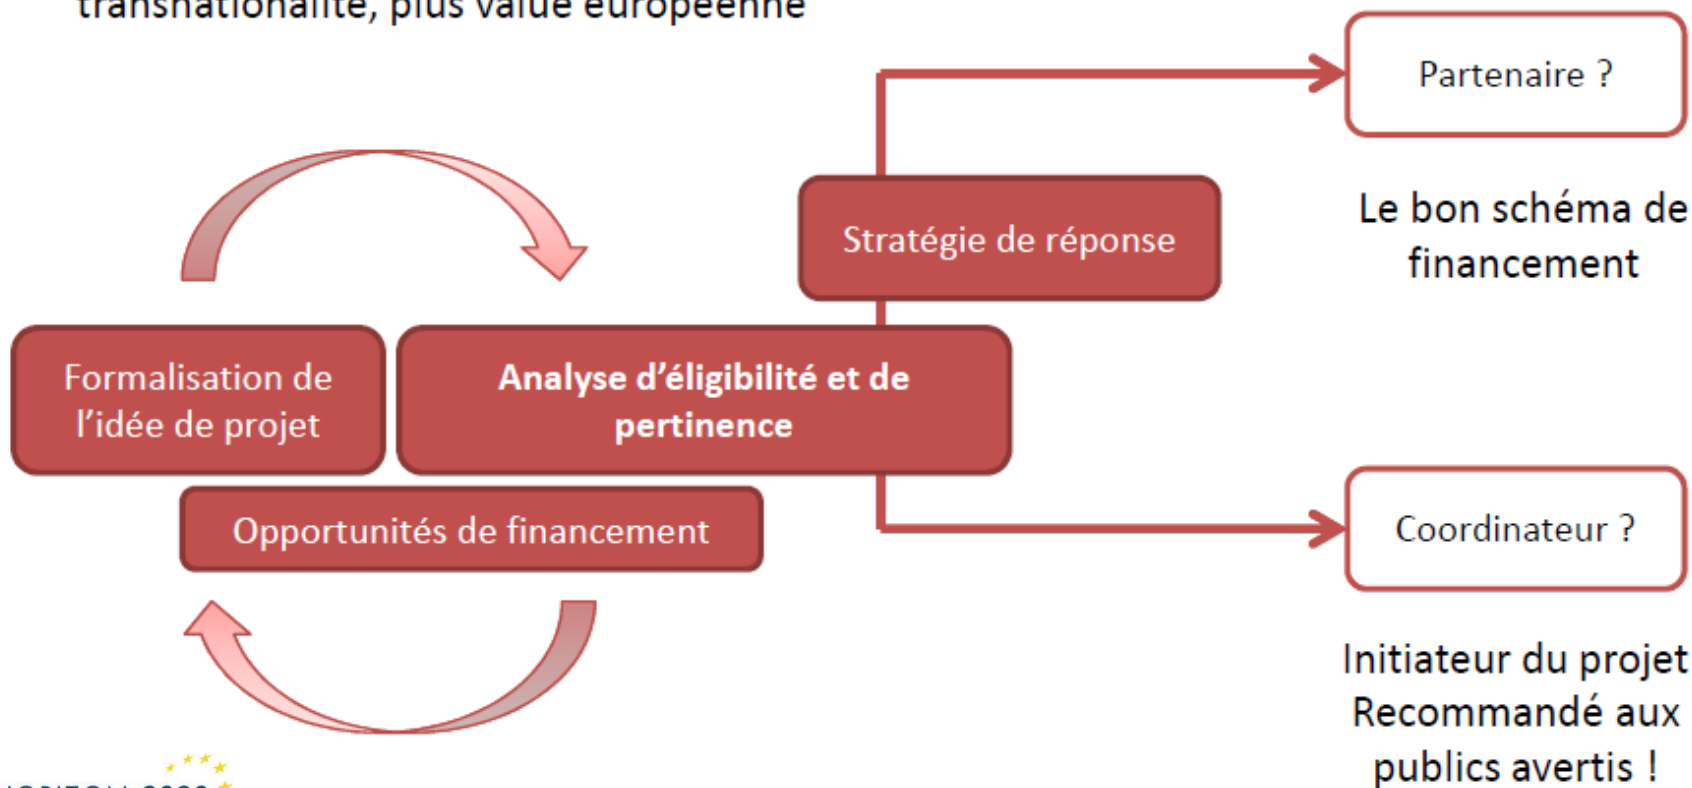 transnationalité, plus value européenne
Partenaire ?
Le bon schéma de
financement
Stratégie de réponse
Formalisation de
l’idée de projet
Analyse d’éligibilité et de
pertinence
Opportunités de financement
Coordinateur ?
Initiateur du projet
Recommandé aux
publics avertis !